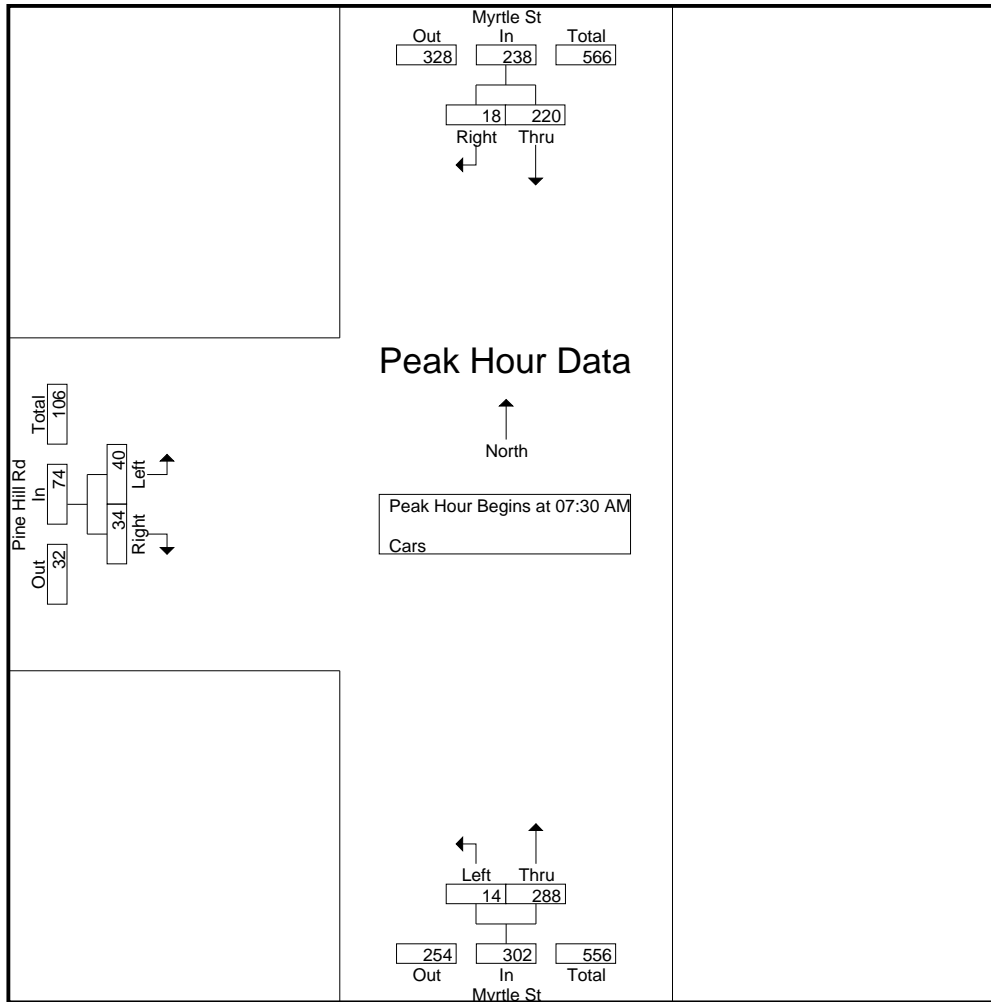 Myrtle St
Out In Total
328 238 566
18 220
Right Thru
Peak Hour Data
North
Peak Hour Begins at 07:30 AM
Cars
Pine Hill Rd
Out In Total
32 74 106
34 40
Right Left
Left Thru
14 288
254 302 556
Out In Total
Myrtle St